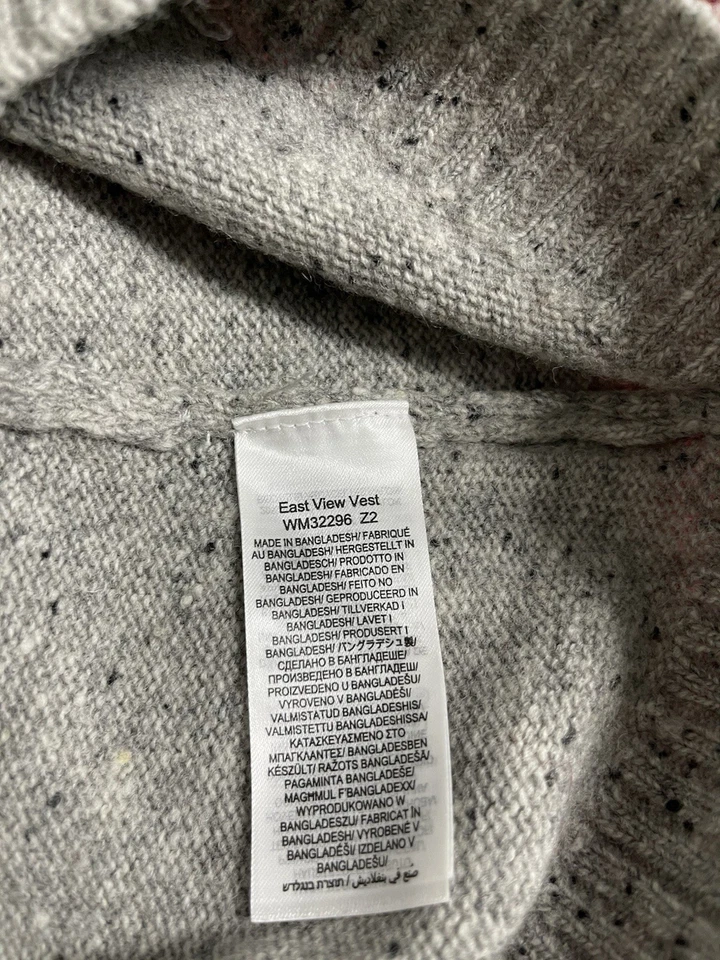 East View Vest
WM32296 Z2
MADE IN BANGLADESH/ FABRIQUÉ
AU BANGLADESH/ HERGESTELLT IN
BANGLADESCH/ PRODOTTO IN
BANGLADESH/ FABRICADO EN
BANGLADESH/ FEITO NO
BANGLADESH/ GEPRODUCEERD IN
BANGLADESH/ TILLVERKAD I
BANGLADESH/ LAVET I
BANGLADESH/ PRODUSERT I
BANGLADESH/ バングラデシュ製/
СДЕЛАНО В БАНГЛАДЕШЕ/
ПРОИЗВЕДЕНО В БАНГЛАДЕШ/
PROIZVEDENO U BANGLADEŠU/
VYROVENO V BANGLADÉŠI/
VALMISTATUD BANGLADESHIS/
VALMISTETTU BANGLADESHISSA/
ΚΑΤΑΣΚΕΥΑΣΜΕΝΟ ΣΤΟ
ΜΠΑΓΚΛΑΝΤΕΣ/ BANGLADESBEN
KÉSZÜLT/ RAŽOTS BANGLADEŠĀ/
PAGAMINTA BANGLADEŠE/
MAGĦMUL F'BANGLADEXX/
WYPRODUKOWANO W
BANGLADESZU/ FABRICAT ÎN
BANGLADESH/ VYROBENÉ V
BANGLADÉŠI/ IZDELANO V
BANGLADEŠU/
صنع في بنغلاديش / תוצרת בנגלדש